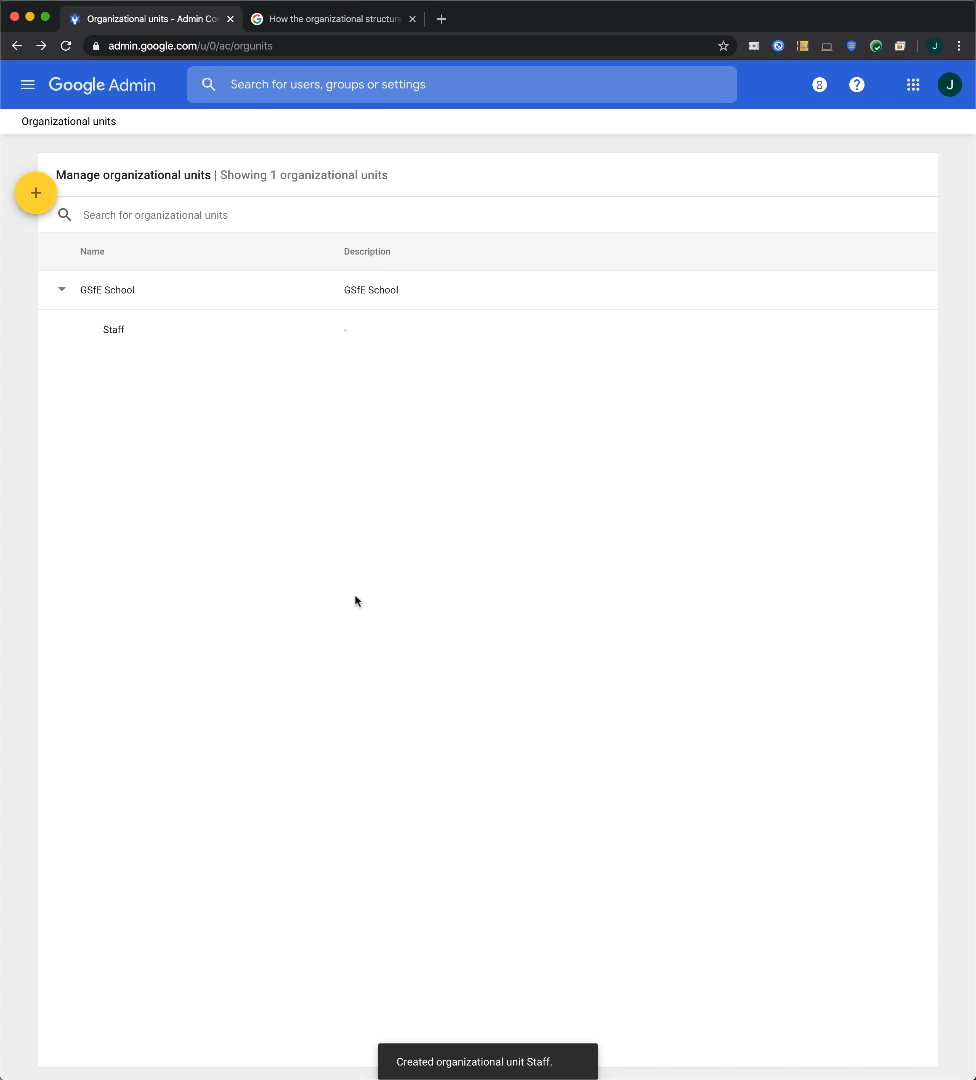 Organizational units - Admin Co
How the organizational structure
admin.google.com/u/0/ac/orgunits
J
Google Admin
Search for users, groups or settings
J
Organizational units
Manage organizational units | Showing 1 organizational units
+
Search for organizational units
Name Description
GSfE School GSfE School
Staff -
Created organizational unit Staff.